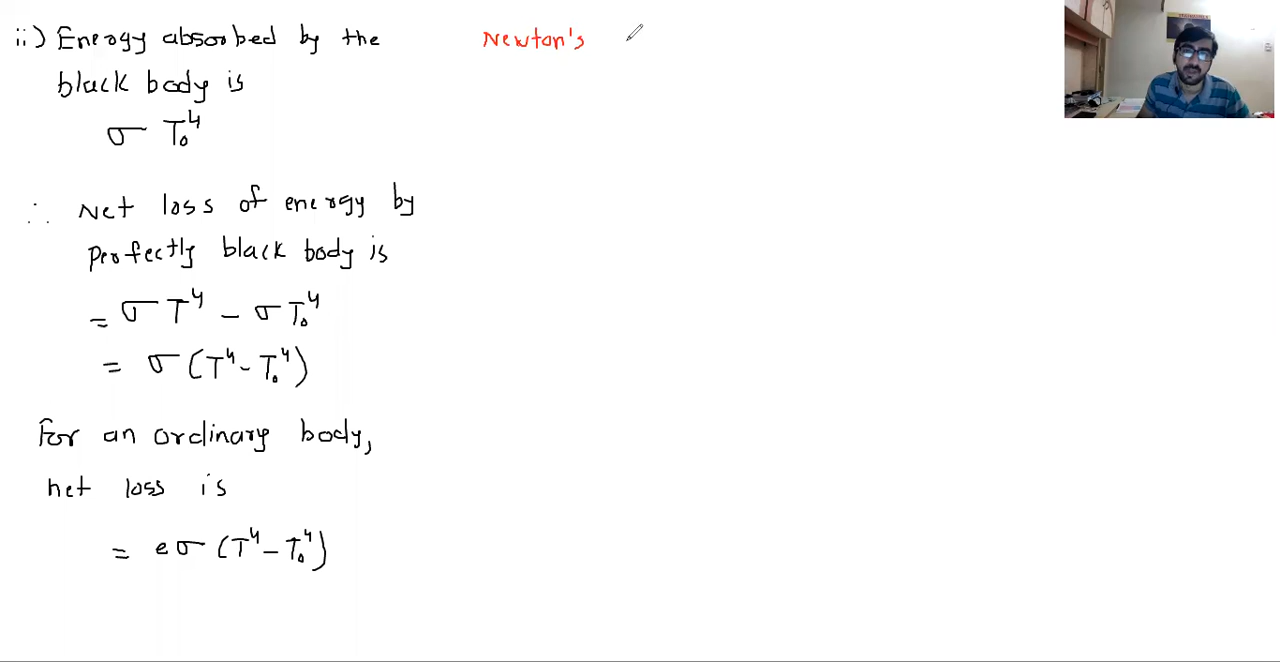 ii) Energy absorbed by the
black body is
σ T₀⁴
∴ Net loss of energy by
perfectly black body is
= σ T⁴ - σ T₀⁴
= σ (T⁴ - T₀⁴)
For an ordinary body,
net loss is
= e σ (T⁴ - T₀⁴)
Newton's